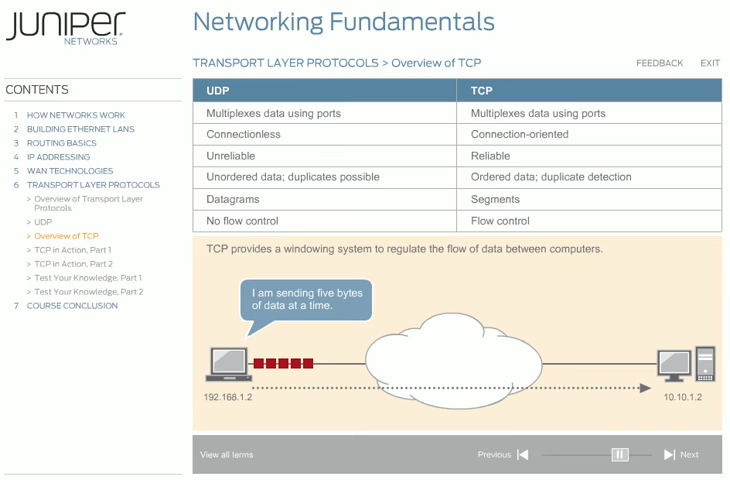 JUNIPER
NETWORKS
Networking Fundamentals
TRANSPORT LAYER PROTOCOLS > Overview of TCP
FEEDBACK EXIT
CONTENTS
1 HOW NETWORKS WORK
2 BUILDING ETHERNET LANS
3 ROUTING BASICS
4 IP ADDRESSING
5 WAN TECHNOLOGIES
6 TRANSPORT LAYER PROTOCOLS
> Overview of Transport Layer
Protocols
> UDP
> Overview of TCP
> TCP in Action, Part 1
> TCP in Action, Part 2
> Test Your Knowledge, Part 1
> Test Your Knowledge, Part 2
7 COURSE CONCLUSION
UDP TCP
Multiplexes data using ports Multiplexes data using ports
Connectionless Connection-oriented
Unreliable Reliable
Unordered data; duplicates possible Ordered data; duplicate detection
Datagrams Segments
No flow control Flow control
TCP provides a windowing system to regulate the flow of data between computers.
I am sending five bytes
of data at a time.
192.168.1.2 10.10.1.2
View all terms Previous Next